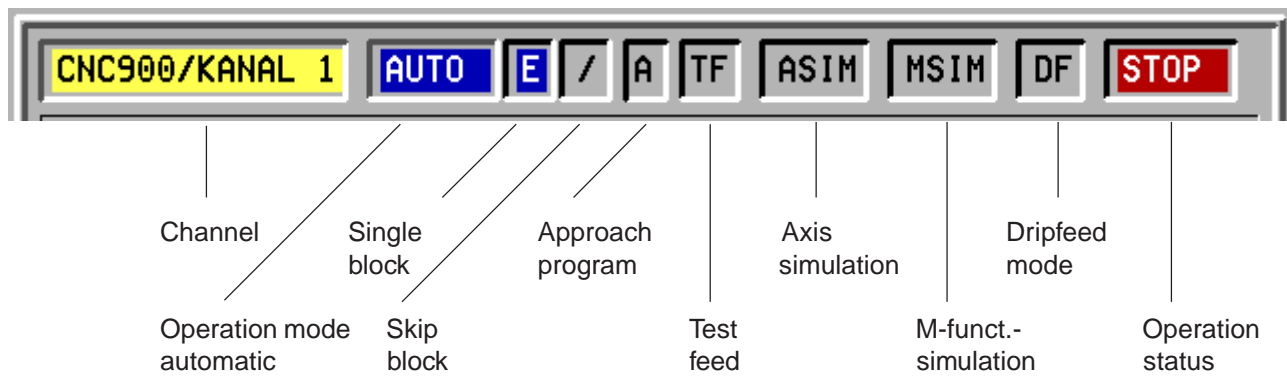 CNC900/KANAL 1 AUTO E / A TF ASIM MSIM DF STOP
Channel Single Approach Axis Dripfeed
block program simulation mode
Operation mode Skip Test M-funct.- Operation
automatic block feed simulation status